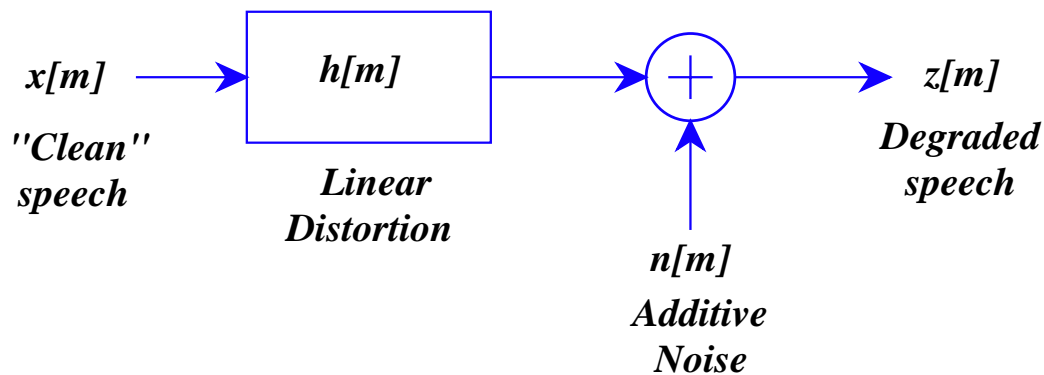 x[m]
"Clean"
speech
h[m]
Linear
Distortion
+
n[m]
Additive
Noise
z[m]
Degraded
speech